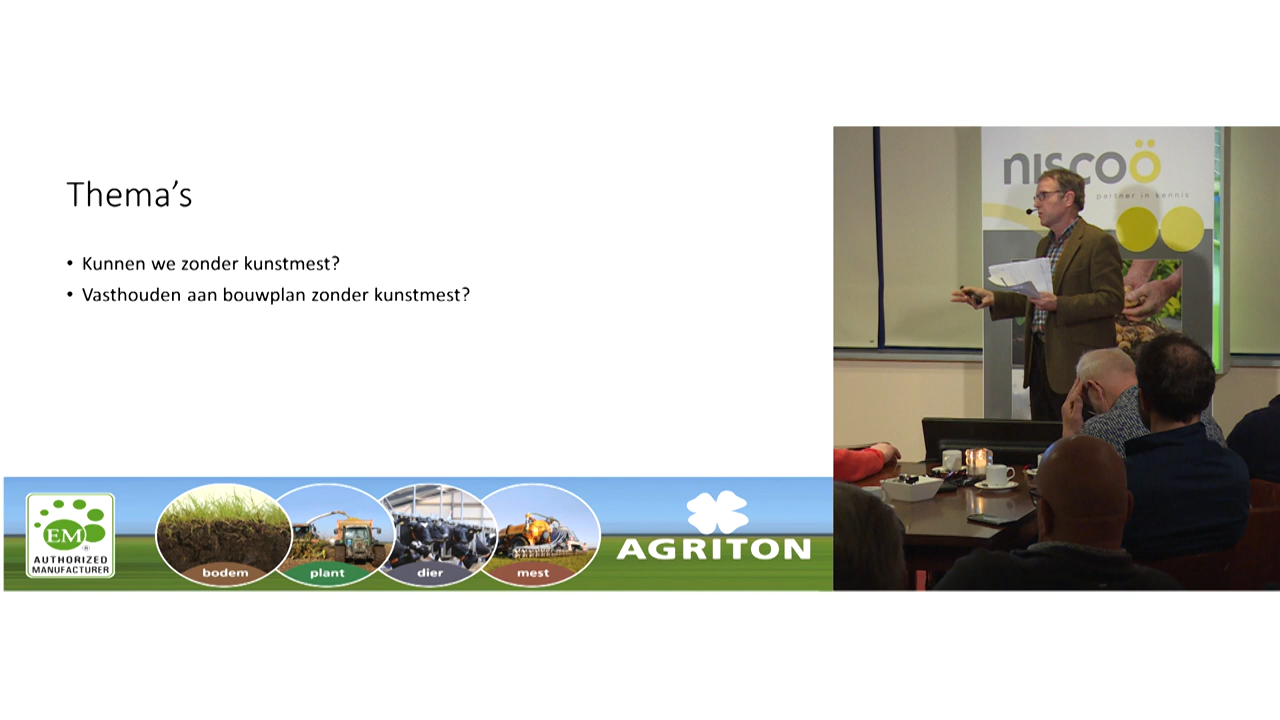 Thema's
• Kunnen we zonder kunstmest?
• Vasthouden aan bouwplan zonder kunstmest?
EM®
AUTHORIZED
MANUFACTURER
bodem
plant
dier
mest
AGRITON
niscoö
partner in kennis